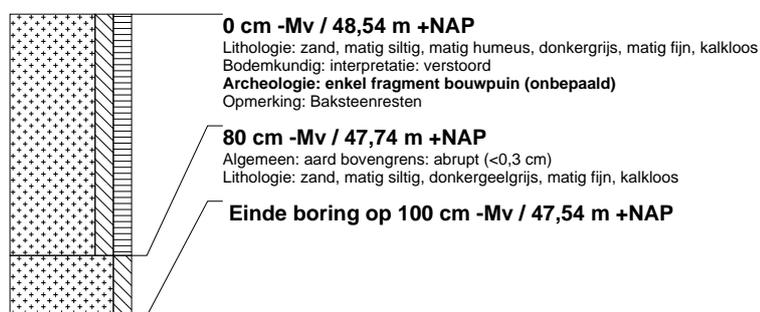 0 cm -Mv / 48,54 m +NAP
Lithologie: zand, matig siltig, matig humeus, donkergrijs, matig fijn, kalkloos
Bodemkundig: interpretatie: verstoord
Archeologie: enkel fragment bouwpuin (onbepaald)
Opmerking: Baksteenresten
80 cm -Mv / 47,74 m +NAP
Algemeen: aard bovengrens: abrupt (<0,3 cm)
Lithologie: zand, matig siltig, donkergeelgrijs, matig fijn, kalkloos
Einde boring op 100 cm -Mv / 47,54 m +NAP